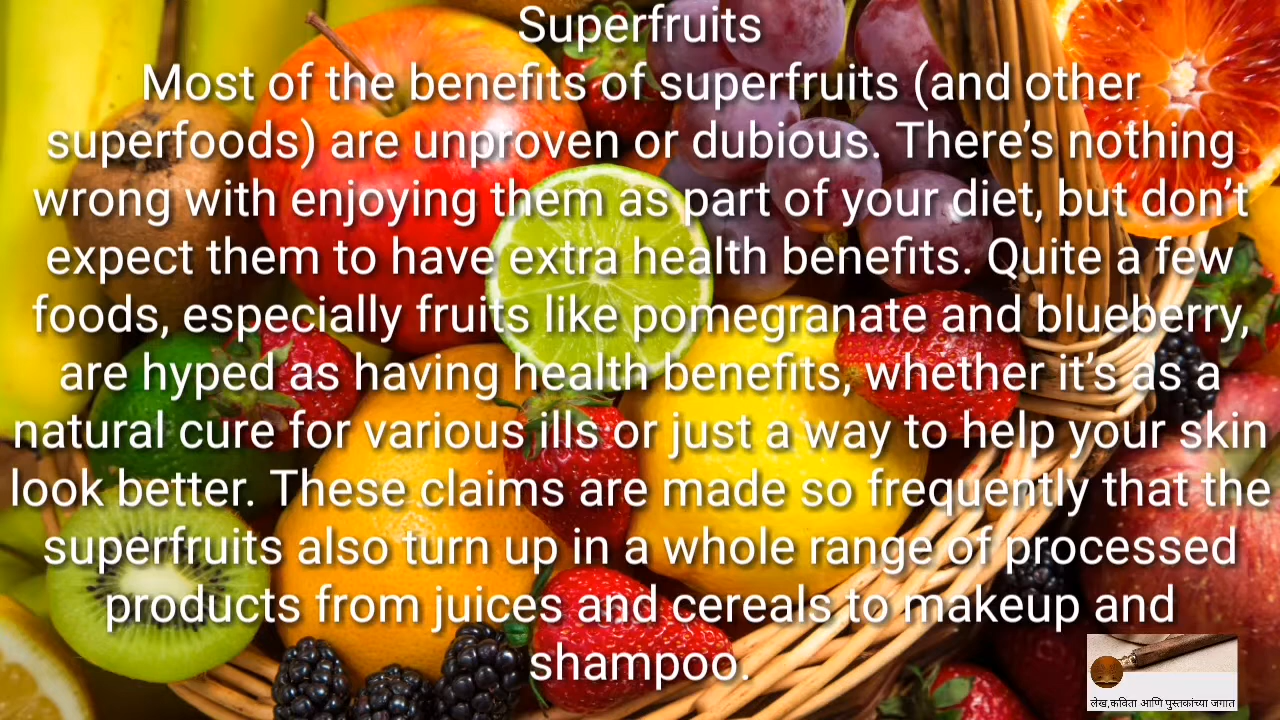 Superfruits
Most of the benefits of superfruits (and other
superfoods) are unproven or dubious. There’s nothing
wrong with enjoying them as part of your diet, but don’t
expect them to have extra health benefits. Quite a few
foods, especially fruits like pomegranate and blueberry,
are hyped as having health benefits, whether it’s as a
natural cure for various ills or just a way to help your skin
look better. These claims are made so frequently that the
superfruits also turn up in a whole range of processed
products from juices and cereals to makeup and
shampoo.
लेख,कविता आणि पुस्तकांच्या जगात